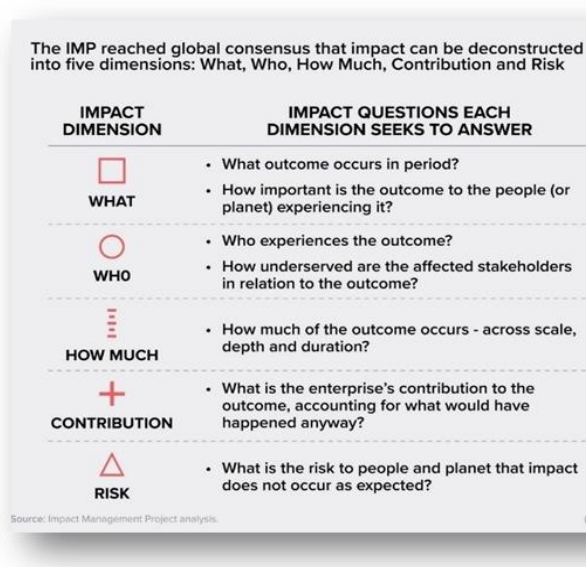 The IMP reached global consensus that impact can be deconstructed
into five dimensions: What, Who, How Much, Contribution and Risk
IMPACT
DIMENSION
IMPACT QUESTIONS EACH
DIMENSION SEEKS TO ANSWER
WHAT
• What outcome occurs in period?
• How important is the outcome to the people (or
planet) experiencing it?
WHO
• Who experiences the outcome?
• How underserved are the affected stakeholders
in relation to the outcome?
HOW MUCH
• How much of the outcome occurs - across scale,
depth and duration?
CONTRIBUTION
• What is the enterprise's contribution to the
outcome, accounting for what would have
happened anyway?
RISK
• What is the risk to people and planet that impact
does not occur as expected?
Source: Impact Management Project analysis.